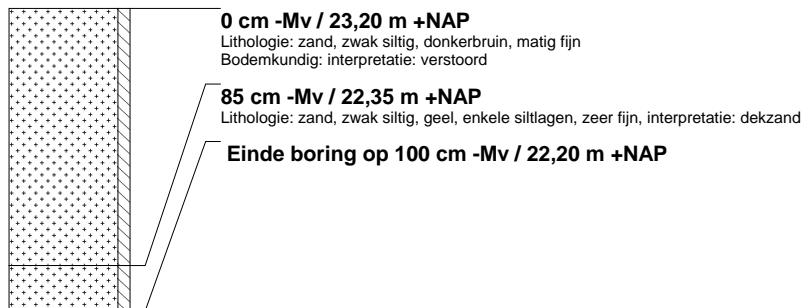 0 cm -Mv / 23,20 m +NAP
Lithologie: zand, zwak siltig, donkerbruin, matig fijn
Bodemkundig: interpretatie: verstoord
85 cm -Mv / 22,35 m +NAP
Lithologie: zand, zwak siltig, geel, enkele siltlagen, zeer fijn, interpretatie: dekzand
Einde boring op 100 cm -Mv / 22,20 m +NAP